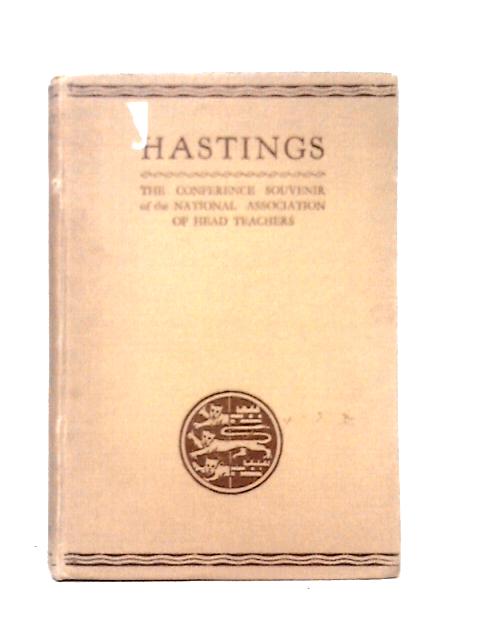 HASTINGS
THE CONFERENCE SOUVENIR
of the NATIONAL ASSOCIATION
OF HEAD TEACHERS